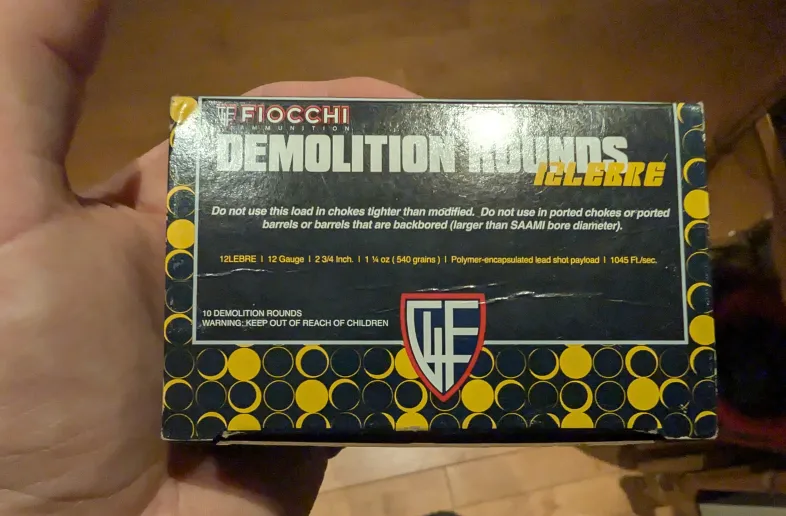 FIOCCHI
AMMUNITION
DEMOLITION ROUNDS
12LEBRE
Do not use this load in chokes tighter than modified. Do not use in ported chokes or ported
barrels or barrels that are backbored (larger than SAAMI bore diameter).
12LEBRE | 12 Gauge | 2 3/4 Inch. | 1 ¼ oz ( 540 grains ) | Polymer-encapsulated lead shot payload | 1045 Ft./sec.
10 DEMOLITION ROUNDS
WARNING: KEEP OUT OF REACH OF CHILDREN
GF